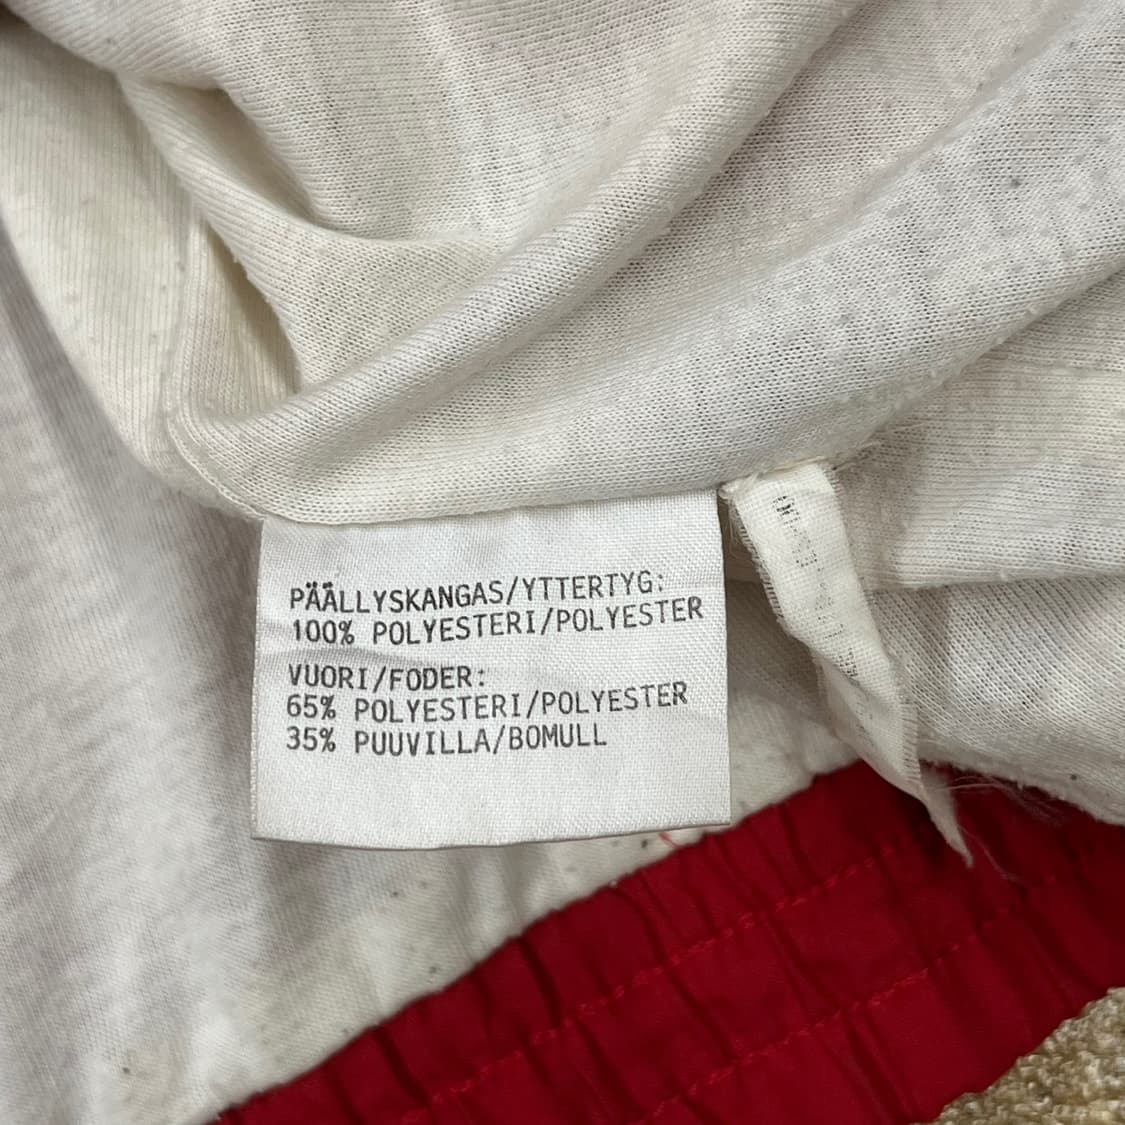 PÄÄLLYSKANGAS/YTTERTYG:
100% POLYESTERI/POLYESTER
VUORI/FODER:
65% POLYESTERI/POLYESTER
35% PUUVILLA/BOMULL